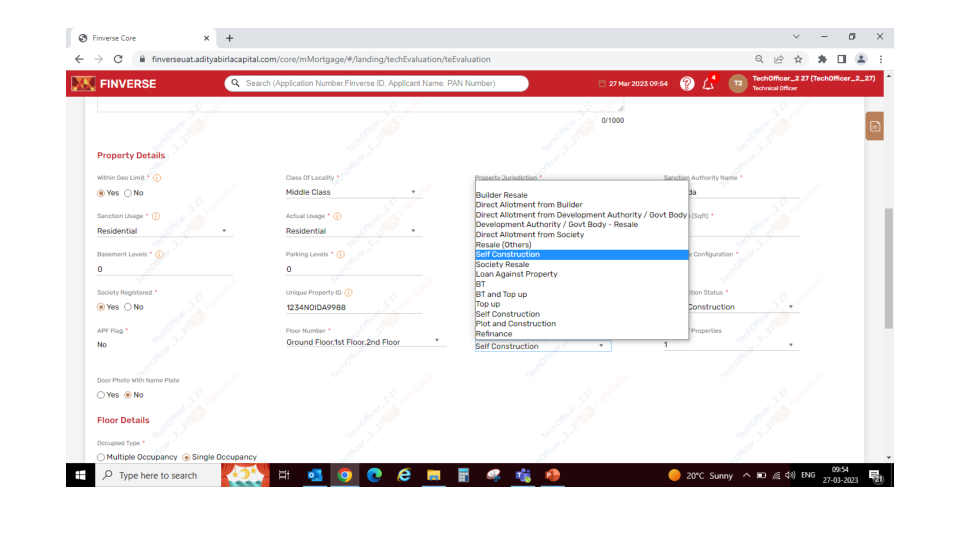 Finverse Core
finverseuat.adityabirlacapital.com/core/mMortgage/#/landing/techEvaluation/teEvaluation
FINVERSE
Search (Application Number,Finverse ID, Applicant Name, PAN Number)
27 Mar 2023 09:54
4
T2
TechOfficer_2 27 (TechOfficer_2_27)
Technical Officer
0/1000
Property Details
Within Geo Limit *
Class Of Locality *
Property Jurisdiction *
Sanction Authority Name *
Yes No
Middle Class
da
Sanction Usage *
Actual Usage *
(Sqft) *
Residential
Residential
Basement Levels *
Parking Levels *
Configuration *
0
0
Society Registered *
Unique Property ID
ction Status *
Yes No
1234NOIDA9988
Construction
APF Flag *
Floor Number *
Properties
No
Ground Floor,1st Floor,2nd Floor
Self Construction
1
Builder Resale
Direct Allotment from Builder
Direct Allotment from Development Authority / Govt Body
Development Authority / Govt Body - Resale
Direct Allotment from Society
Resale (Others)
Self Construction
Society Resale
Loan Against Property
BT
BT and Top up
Top up
Self Construction
Plot and Construction
Refinance
Door Photo With Name Plate
Yes No
Floor Details
Occupied Type *
Multiple Occupancy Single Occupancy
Type here to search
20°C Sunny
ENG
09:54
27-03-2023
21